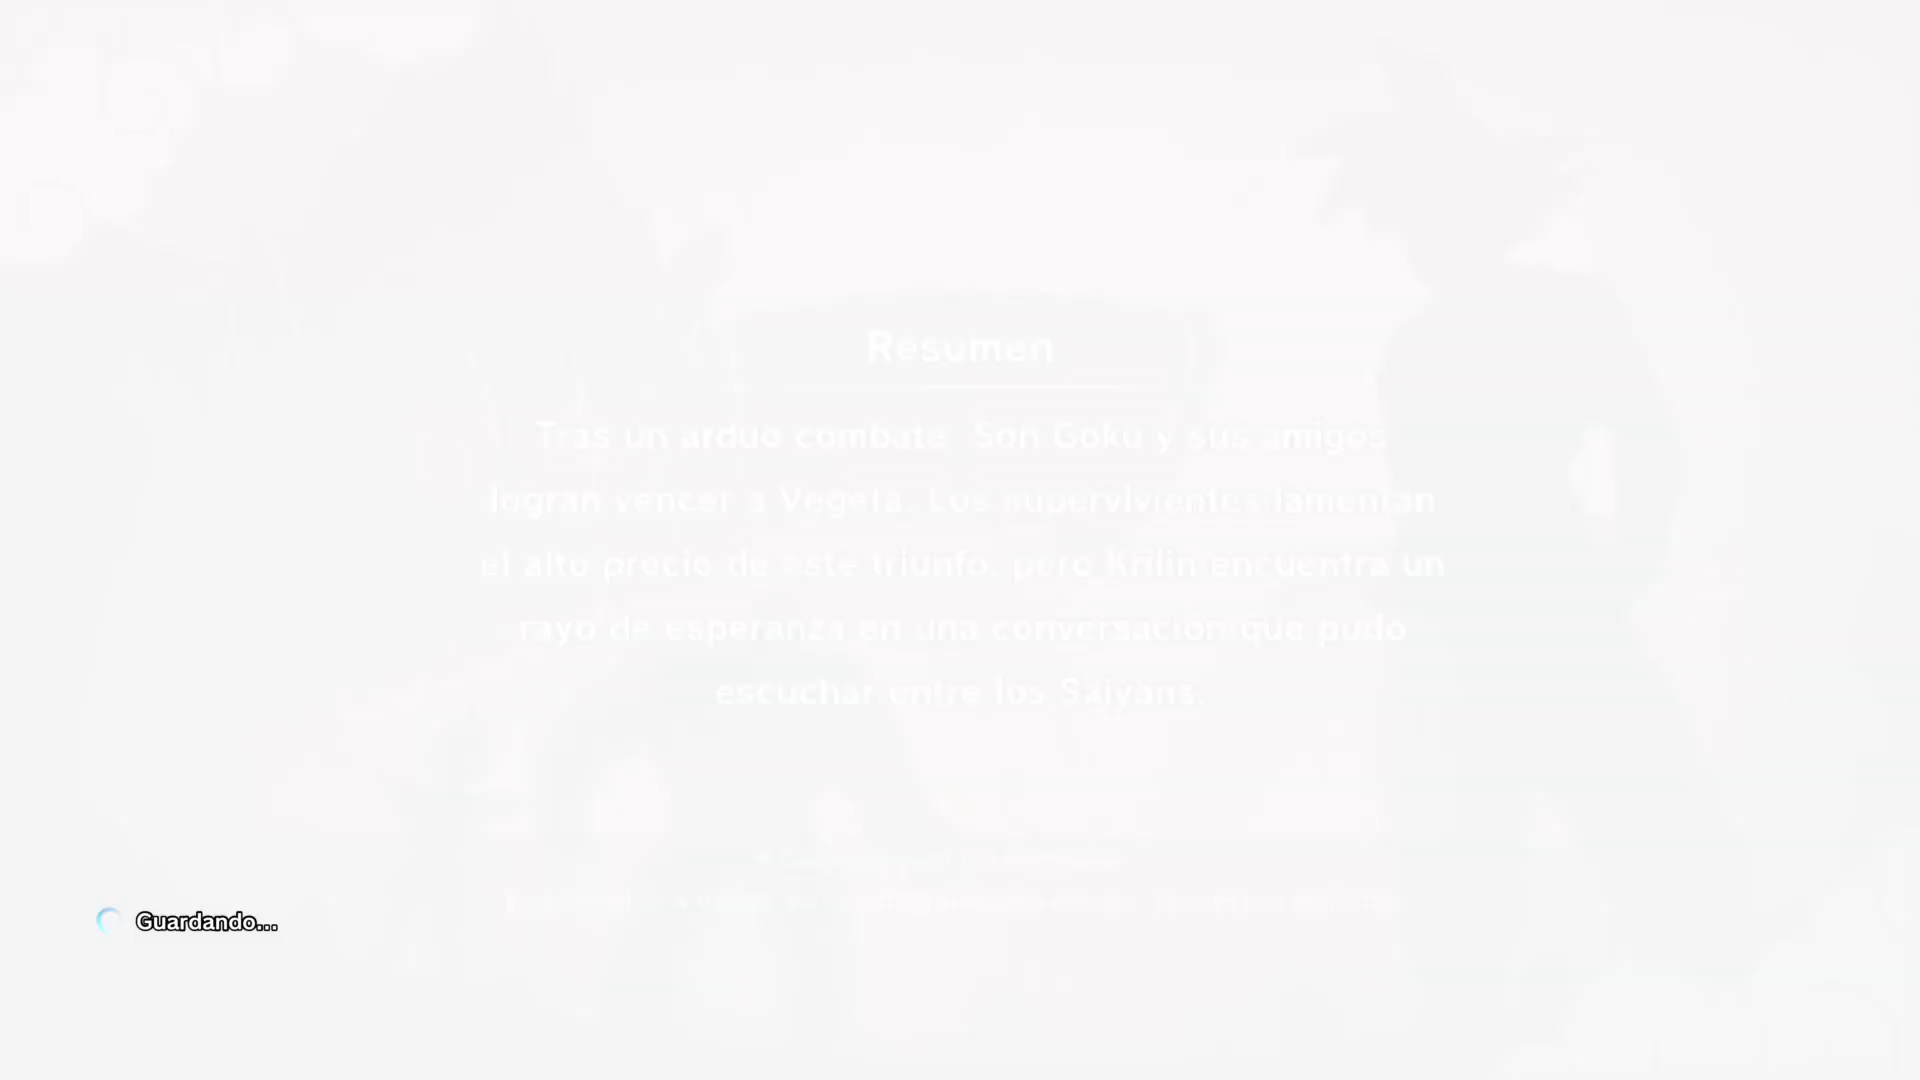 Resumen
Tras un arduo combate, Son Goku y sus amigos
logran vencer a Vegeta. Los supervivientes lamentan
el alto precio de este triunfo, pero Krilin encuentra un
rayo de esperanza en una conversación que pudo
escuchar entre los Saiyans.
Guardando...